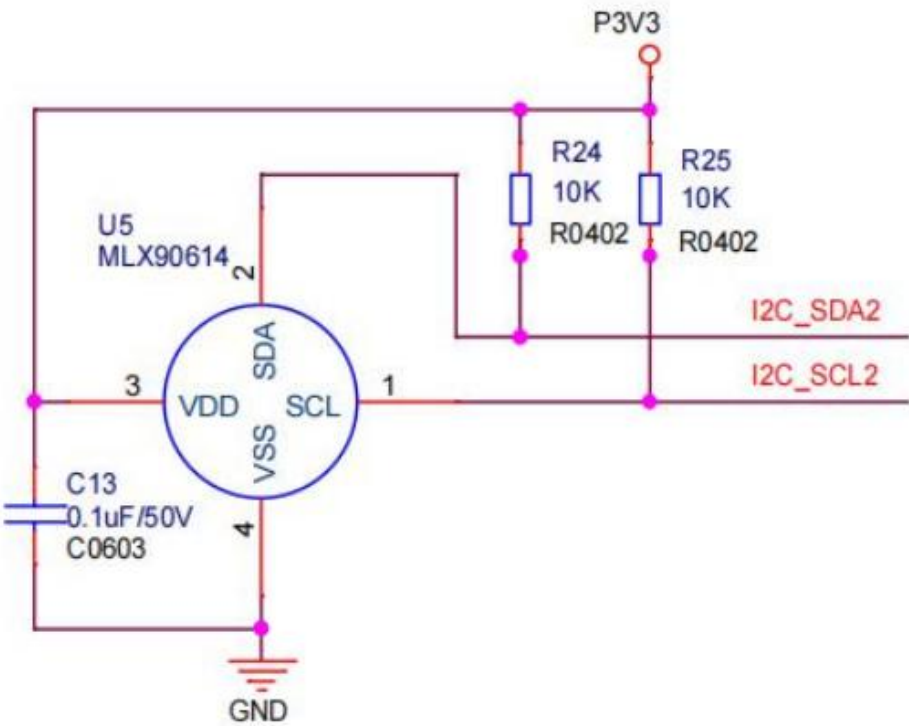 P3V3
R24
10K
R0402
R25
10K
R0402
U5
MLX90614
2
I2C_SDA2
SDA
3
VDD
SCL
1
I2C_SCL2
VSS
C13
0.1uF/50V
C0603
4
GND